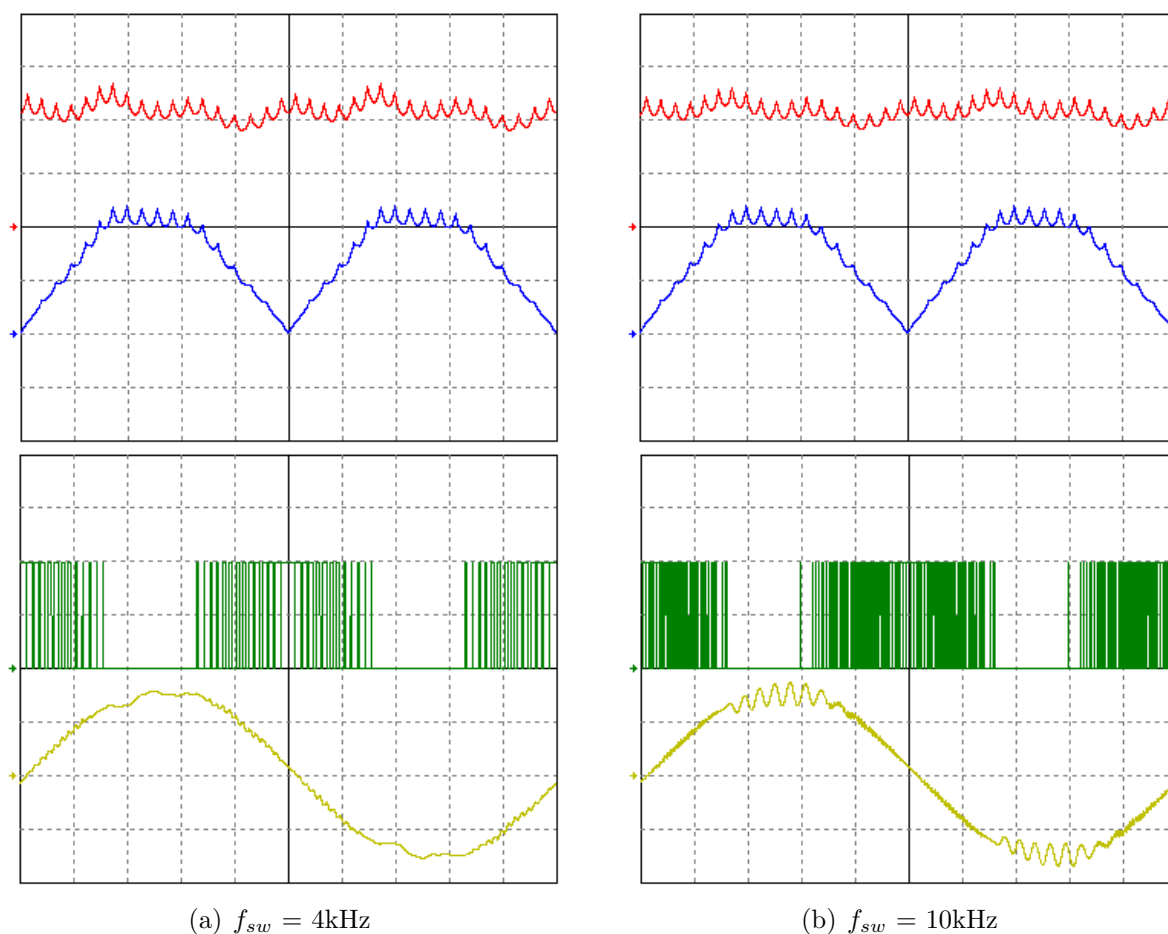 (a) f_{sw} = 4kHz
(b) f_{sw} = 10kHz